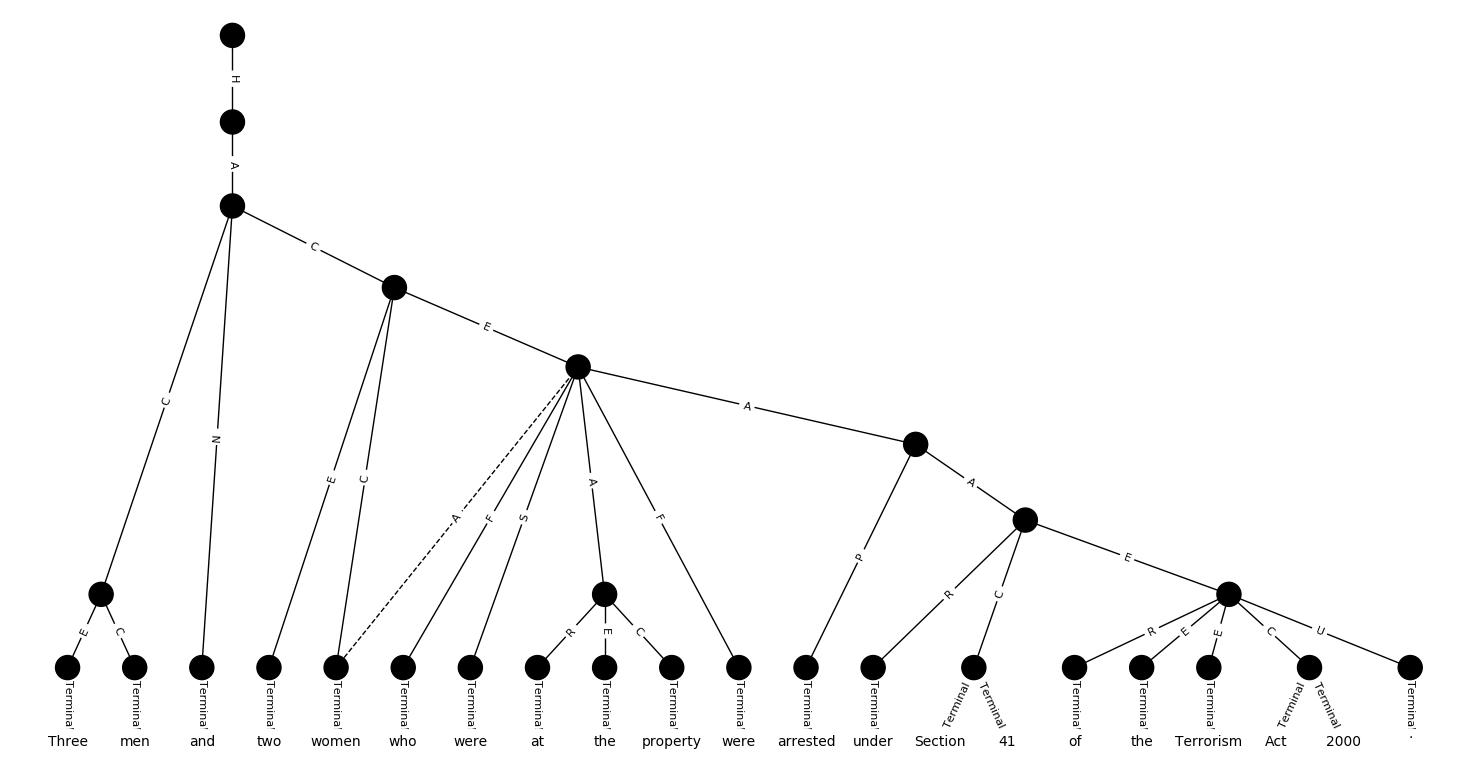 H
A
C
E
C
A
N
A
E
C
A
F
S
A
F
P
R
C
E
E
C
R
E
C
R
E
E
C
U
Terminal Terminal Terminal Terminal Terminal Terminal Terminal Terminal Terminal Terminal Terminal Terminal Terminal Terminal Terminal Terminal Terminal Terminal Terminal Terminal Terminal
Three men and two women who were at the property were arrested under Section 41 of the Terrorism Act 2000 .